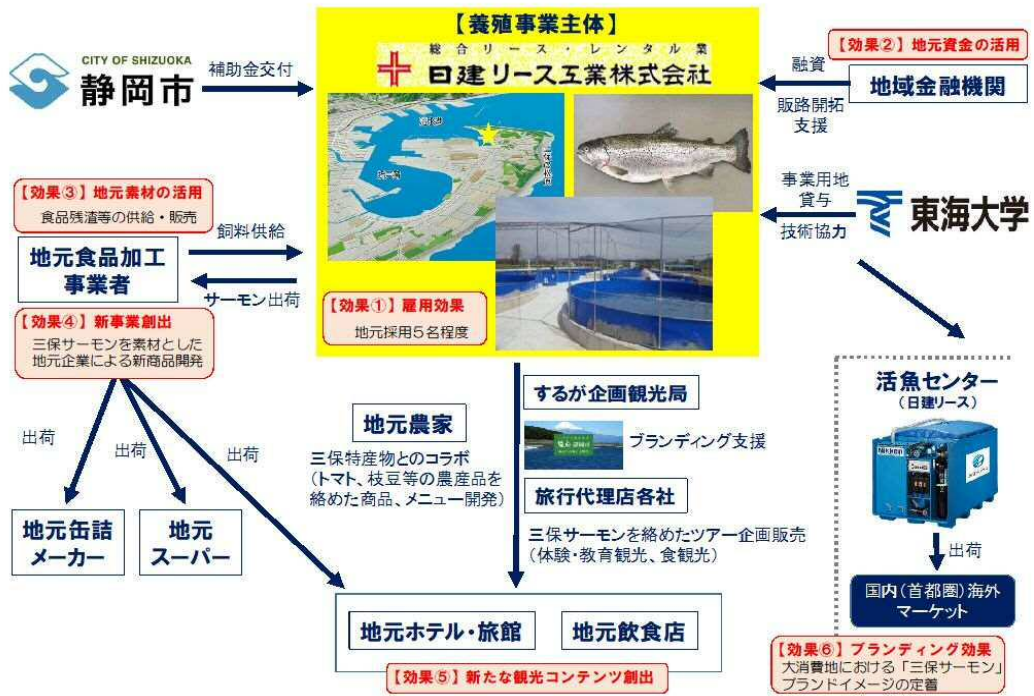 【養殖事業主体】
総合リース・レンタル業
日建リース工業株式会社
CITY OF SHIZUOKA
静岡市
補助金交付
【効果②】地元資金の活用
融資
地域金融機関
販路開拓
支援
事業用地
貸与
東海大学
技術協力
【効果③】地元素材の活用
食品残渣等の供給・販売
地元食品加工
事業者
飼料供給
サーモン出荷
【効果①】雇用効果
地元採用5名程度
【効果④】新事業創出
三保サーモンを素材とした
地元企業による新商品開発
出荷
出荷
出荷
地元缶詰
メーカー
地元
スーパー
地元農家
三保特産物とのコラボ
(トマト、枝豆等の農産品を
絡めた商品、メニュー開発)
するが企画観光局
ブランディング支援
旅行代理店各社
三保サーモンを絡めたツアー企画販売
(体験・教育観光、食観光)
地元ホテル・旅館
地元飲食店
【効果⑤】新たな観光コンテンツ創出
活魚センター
(日建リース)
出荷
国内(首都圏)海外
マーケット
【効果⑥】ブランディング効果
大消費地における「三保サーモン」
ブランドイメージの定着